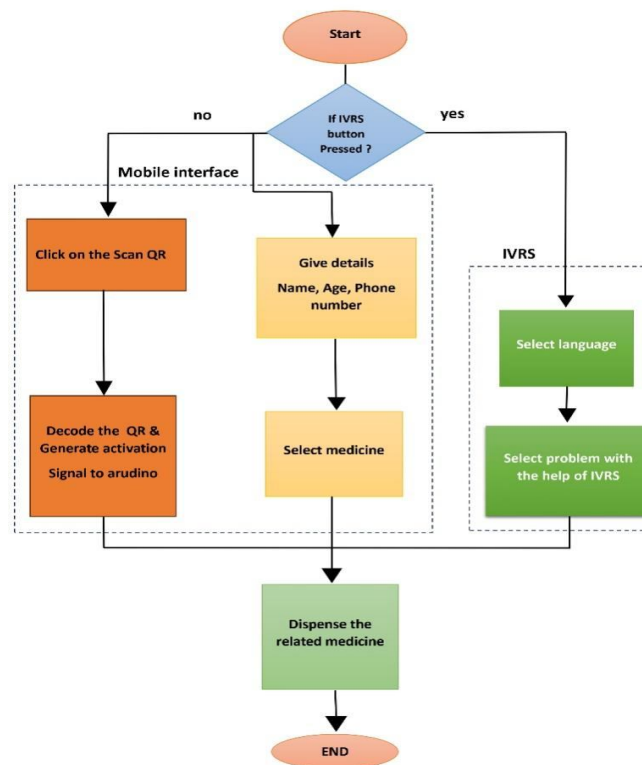 Start
If IVRS
button
Pressed ?
no
yes
Mobile interface
Click on the Scan QR
Give details
Name, Age, Phone
number
IVRS
Select language
Decode the QR &
Generate activation
Signal to arudino
Select medicine
Select problem with
the help of IVRS
Dispense the
related medicine
END